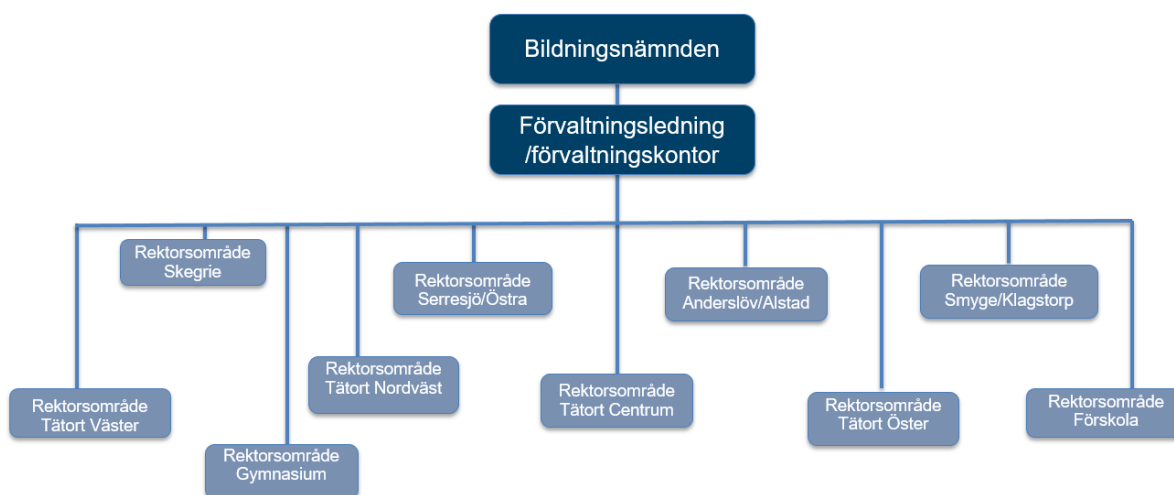 Bildningsnämnden
Förvaltningsledning
/förvaltningskontor
Rektorsområde
Skegrie
Rektorsområde
Serresjö/Östra
Rektorsområde
Anderslöv/Alstad
Rektorsområde
Smyge/Klagstorp
Rektorsområde
Tätort Väster
Rektorsområde
Gymnasium
Rektorsområde
Tätort Nordväst
Rektorsområde
Tätort Centrum
Rektorsområde
Tätort Öster
Rektorsområde
Förskola